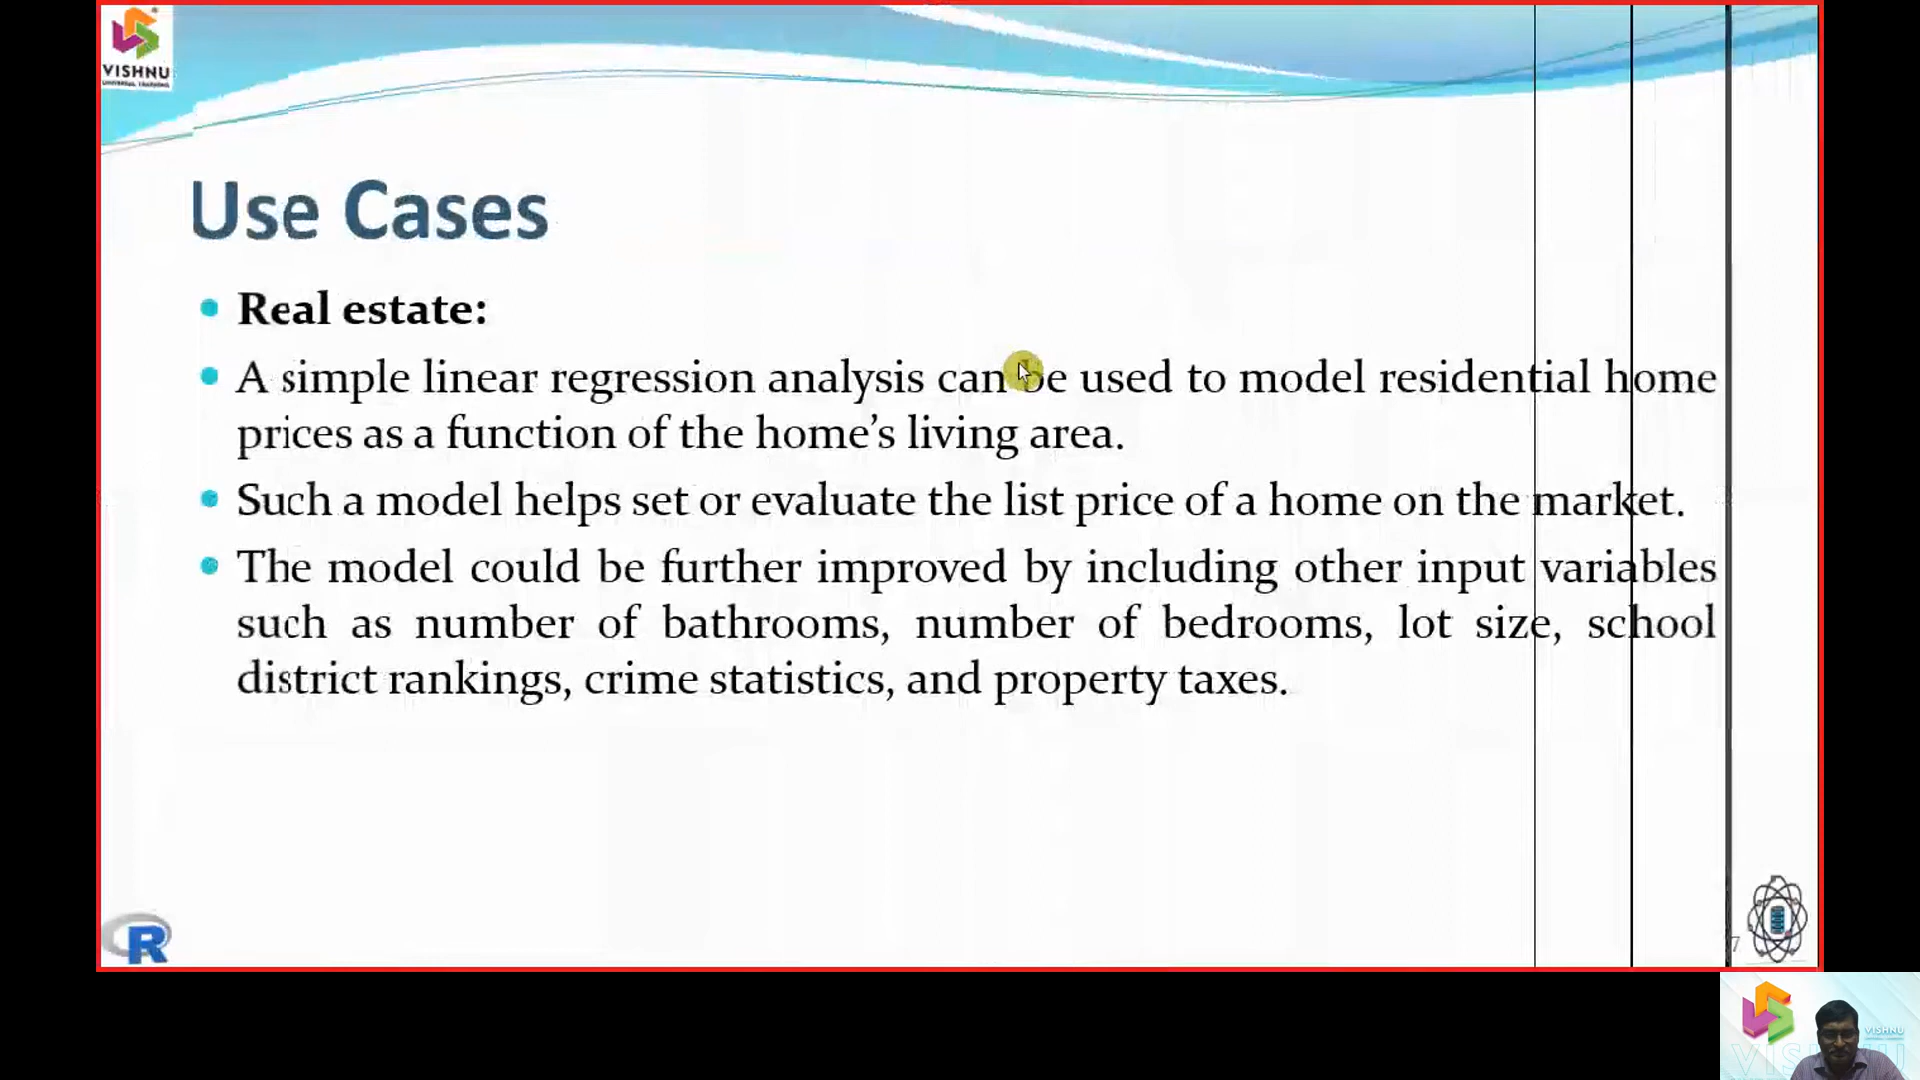 VISHNU
UNIVERSAL LEARNING
Use Cases
Real estate:
A simple linear regression analysis can be used to model residential home
prices as a function of the home’s living area.
Such a model helps set or evaluate the list price of a home on the market.
The model could be further improved by including other input variables
such as number of bathrooms, number of bedrooms, lot size, school
district rankings, crime statistics, and property taxes.
R
7
VISHNU